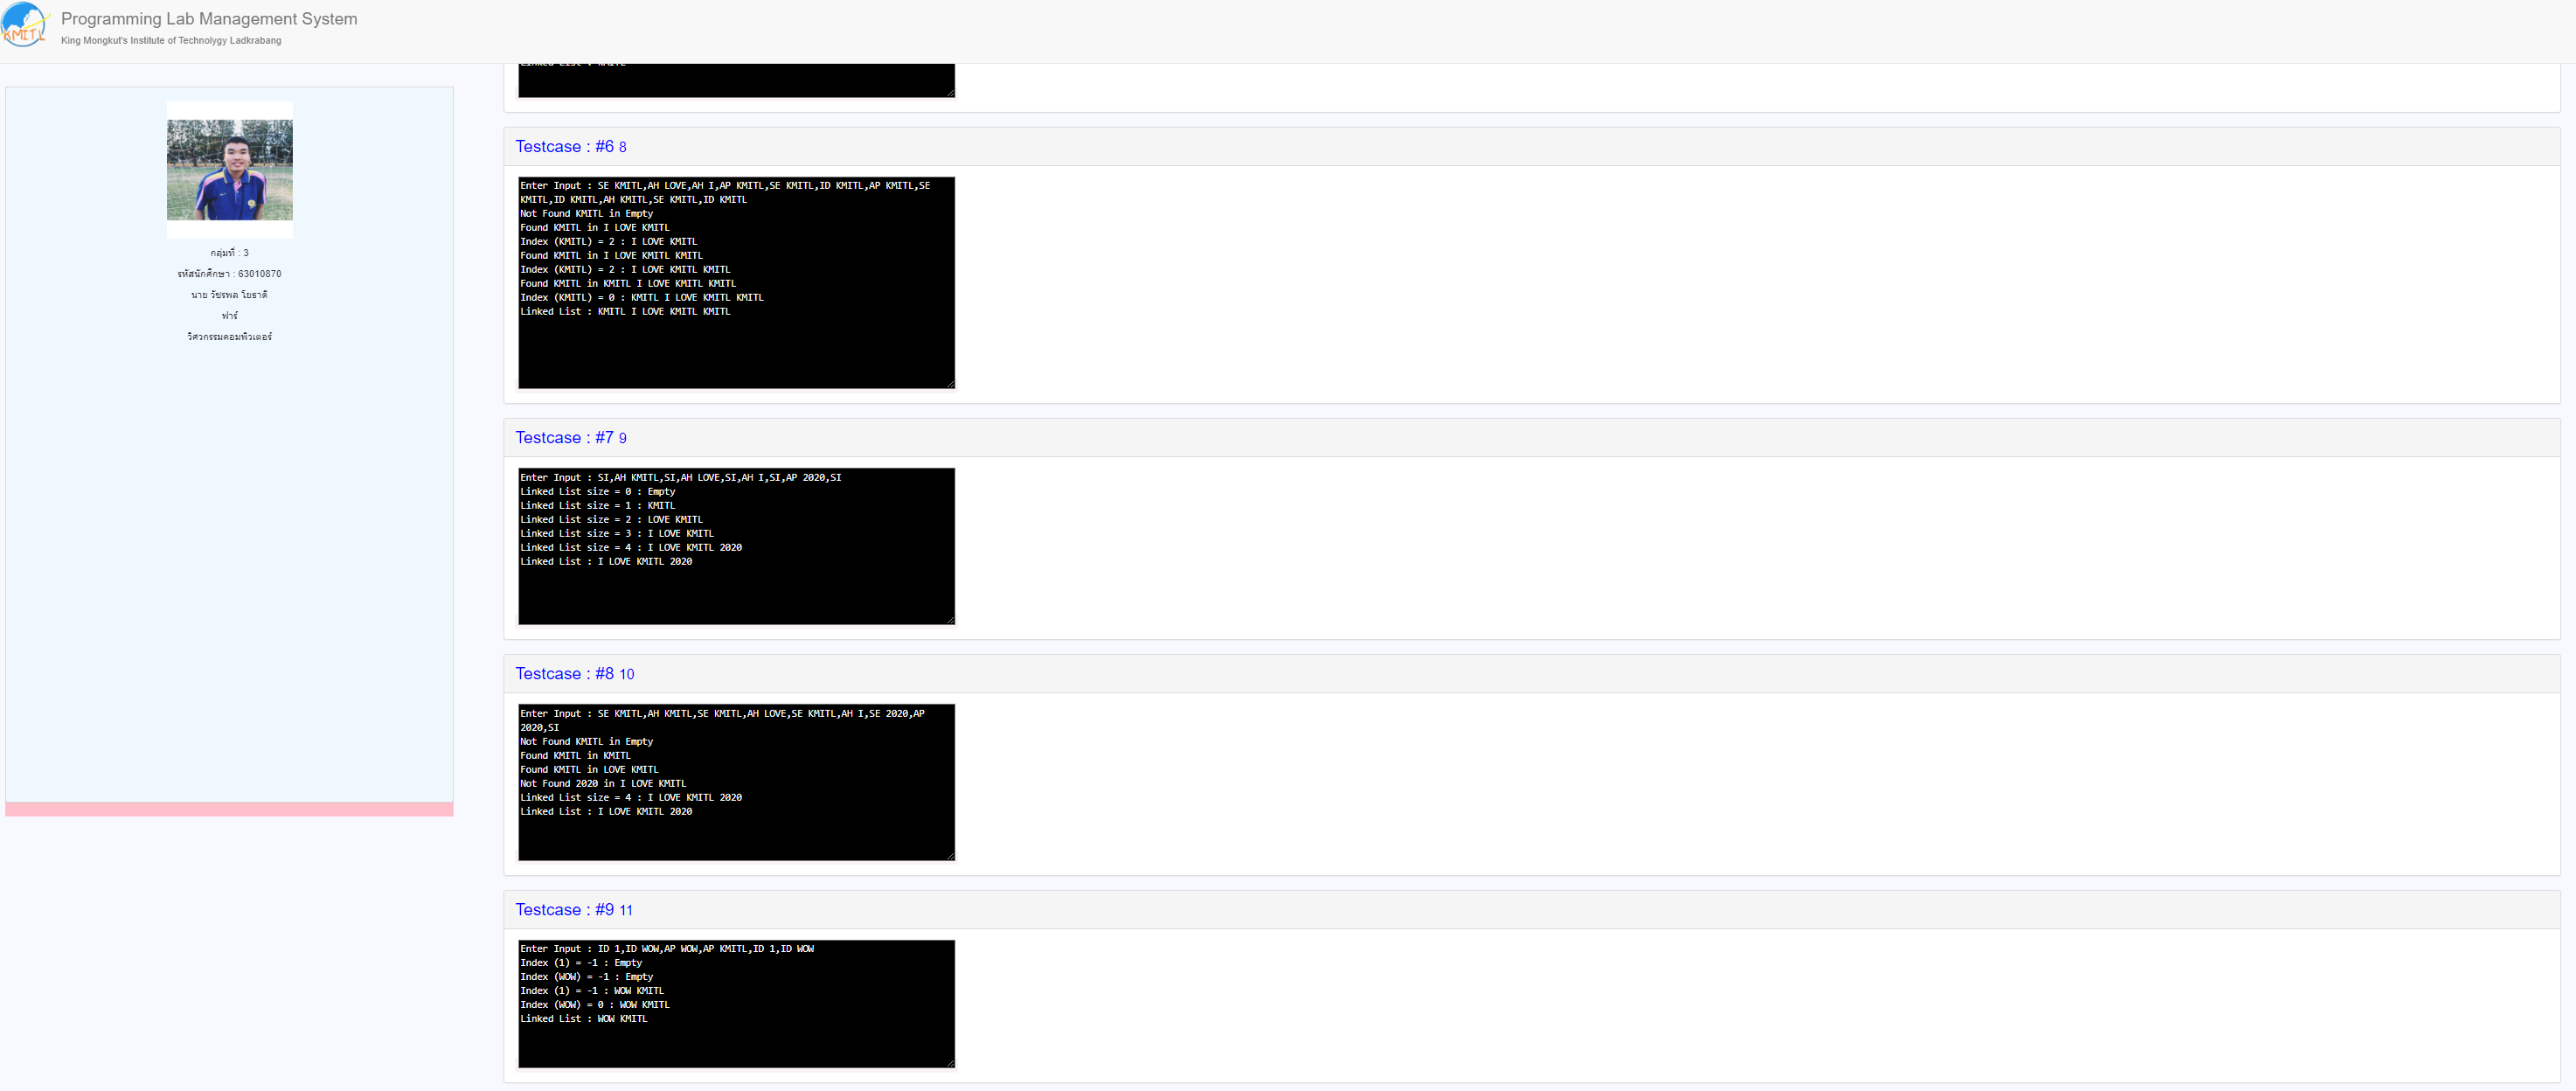 KMITL
Programming Lab Management System
King Mongkut's Institute of Technolygy Ladkrabang
กลุ่มที่ : 3
รหัสนักศึกษา : 63010870
นาย วัชรพล โยธาดี
ฟาร์
วิศวกรรมคอมพิวเตอร์
Linked List : KMITL
Testcase : #6 8
Enter Input : SE KMITL,AH LOVE,AH I,AP KMITL,SE KMITL,ID KMITL,AP KMITL,SE
KMITL,ID KMITL,AH KMITL,SE KMITL,ID KMITL
Not Found KMITL in Empty
Found KMITL in I LOVE KMITL
Index (KMITL) = 2 : I LOVE KMITL
Found KMITL in I LOVE KMITL KMITL
Index (KMITL) = 2 : I LOVE KMITL KMITL
Found KMITL in KMITL I LOVE KMITL KMITL
Index (KMITL) = 0 : KMITL I LOVE KMITL KMITL
Linked List : KMITL I LOVE KMITL KMITL
Testcase : #7 9
Enter Input : SI,AH KMITL,SI,AH LOVE,SI,AH I,SI,AP 2020,SI
Linked List size = 0 : Empty
Linked List size = 1 : KMITL
Linked List size = 2 : LOVE KMITL
Linked List size = 3 : I LOVE KMITL
Linked List size = 4 : I LOVE KMITL 2020
Linked List : I LOVE KMITL 2020
Testcase : #8 10
Enter Input : SE KMITL,AH KMITL,SE KMITL,AH LOVE,SE KMITL,AH I,SE 2020,AP
2020,SI
Not Found KMITL in Empty
Found KMITL in KMITL
Found KMITL in LOVE KMITL
Not Found 2020 in I LOVE KMITL
Linked List size = 4 : I LOVE KMITL 2020
Linked List : I LOVE KMITL 2020
Testcase : #9 11
Enter Input : ID 1,ID WOW,AP WOW,AP KMITL,ID 1,ID WOW
Index (1) = -1 : Empty
Index (WOW) = -1 : Empty
Index (1) = -1 : WOW KMITL
Index (WOW) = 0 : WOW KMITL
Linked List : WOW KMITL